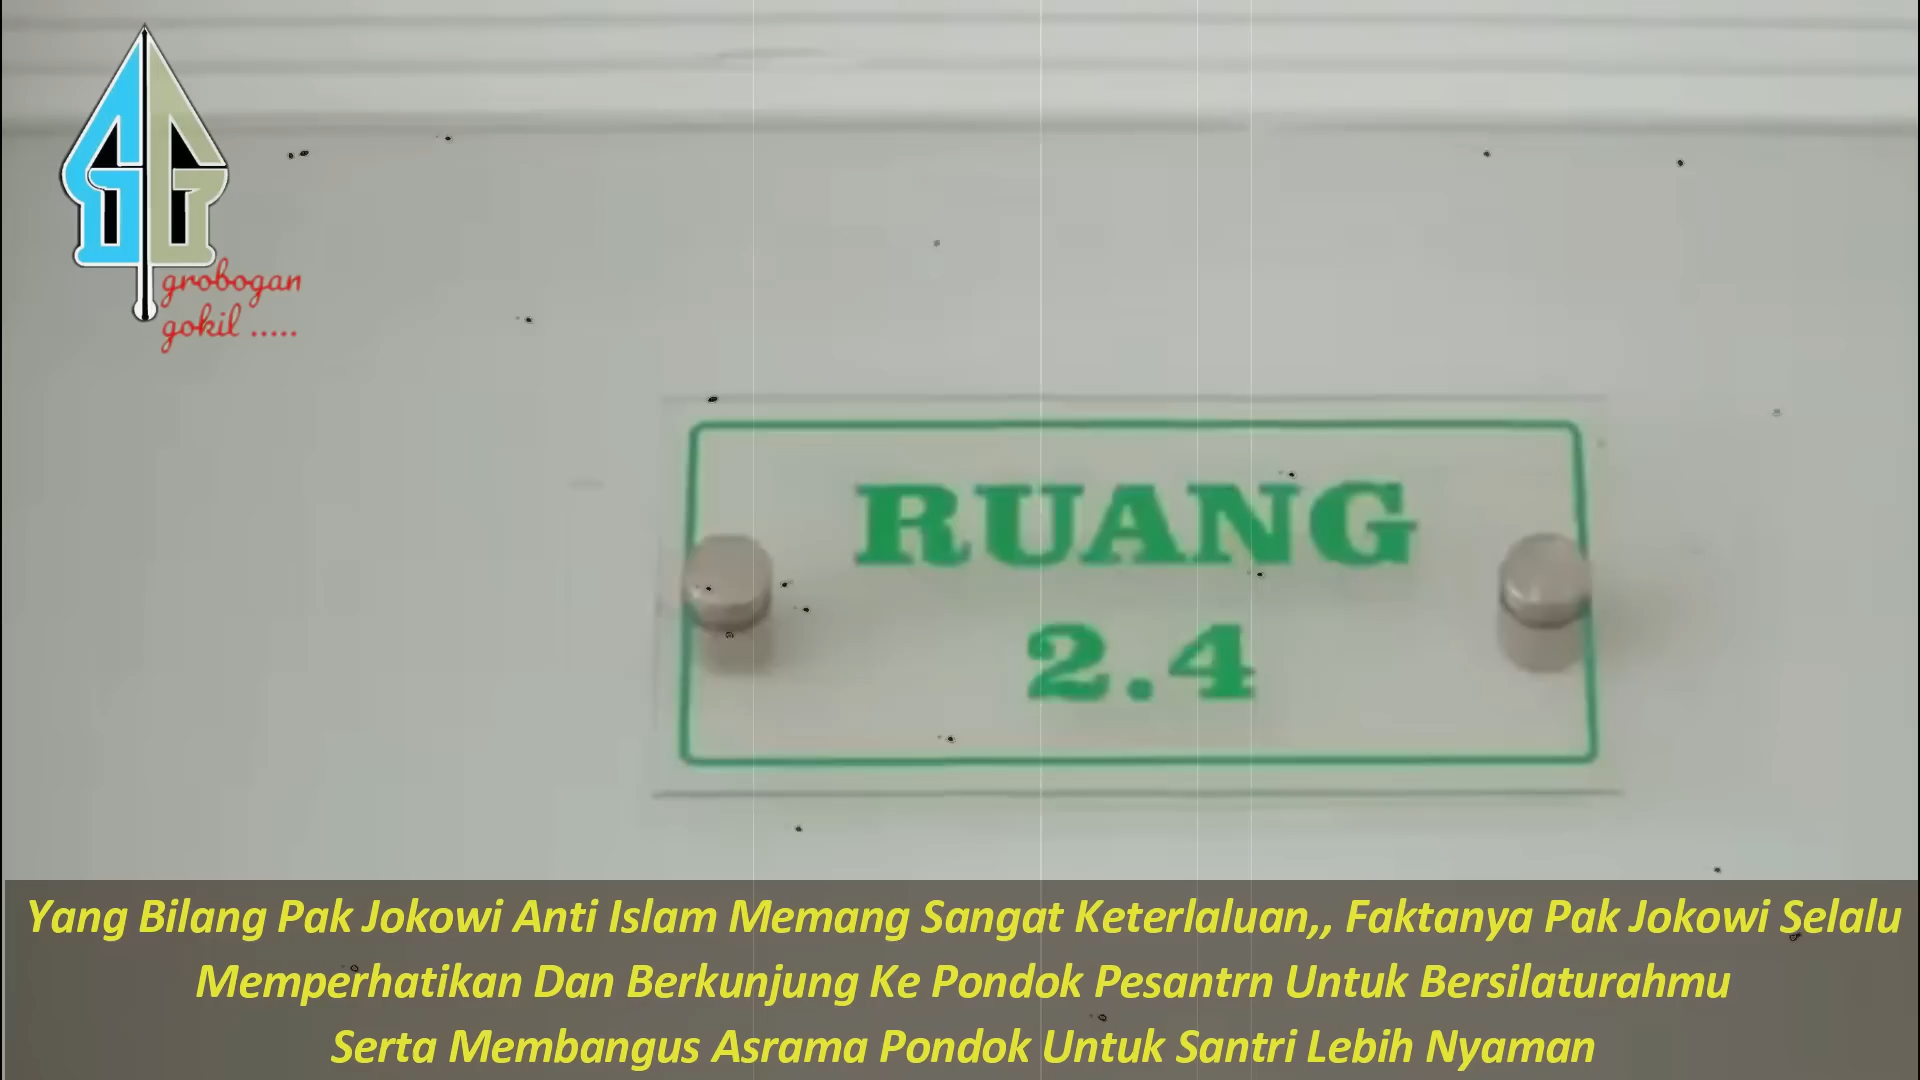 grobogan
gokil .....
RUANG
2.4
Yang Bilang Pak Jokowi Anti Islam Memang Sangat Keterlaluan,, Faktanya Pak Jokowi Selalu
Memperhatikan Dan Berkunjung Ke Pondok Pesantrn Untuk Bersilaturahmu
Serta Membangus Asrama Pondok Untuk Santri Lebih Nyaman